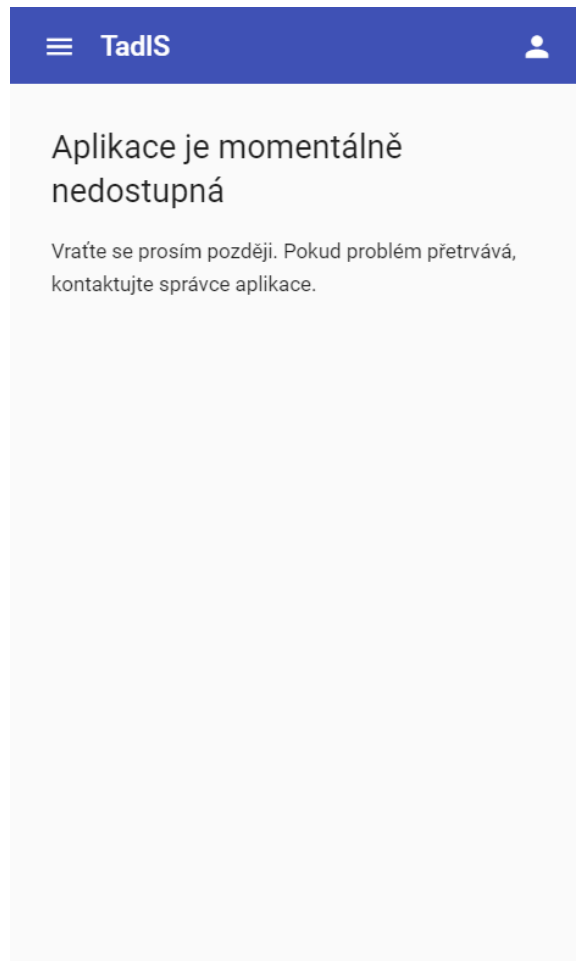 TadIS
Aplikace je momentálně
nedostupná
Vraťte se prosím později. Pokud problém přetrvává,
kontaktujte správce aplikace.